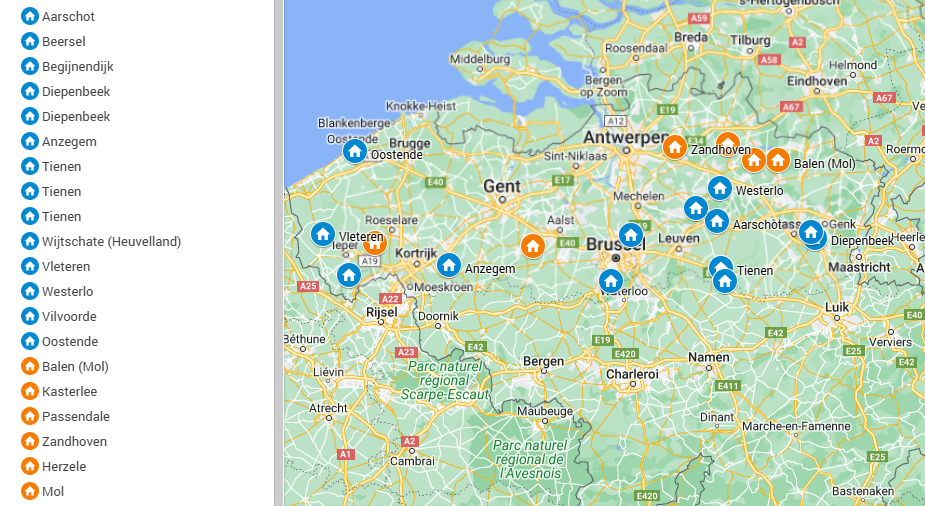 Aarschot
Beersel
Begijnendijk
Diepenbeek
Diepenbeek
Anzegem
Tienen
Tienen
Tienen
Wijtschate (Heuvelland)
Vleteren
Westerlo
Vilvoorde
Oostende
Balen (Mol)
Kasterlee
Passendale
Zandhoven
Herzele
Mol
's-Hertogenbosch
A59
Breda
Tilburg
A2
Roosendaal
A58
Middelburg
Helmond
Bergen
op Zoom
Eindhoven
A67
A67
Knokke-Heist
E19
A12
Blankenberge
Antwerpen
A2
Brugge
Zandhoven
Oostende
Sint-Niklaas
Balen (Mol)
Roermo
E40
Gent
E17
Westerlo
Mechelen
Roeselare
Aalst
Aarschot
Genk
Vleteren
Ieper
E40
Brussel
Leuven
Diepenbeek
Heerle
Kortrijk
A19
Anzegem
Tienen
Maastricht
A25
Moeskroen
Waterloo
A22
Rijsel
Doornik
Luik
E40
Béthune
E42
Verviers
E19
A23
E42
E420
E25
E42
Parc naturel
régional
Scarpe-Escaut
Bergen
Namen
Liévin
Charleroi
E411
Atrecht
Maubeuge
Dinant
Marche-en-Famenne
A2
A1
Cambrai
Parc naturel
régional de
l'Avesnois
E25
E420
Bastenaken